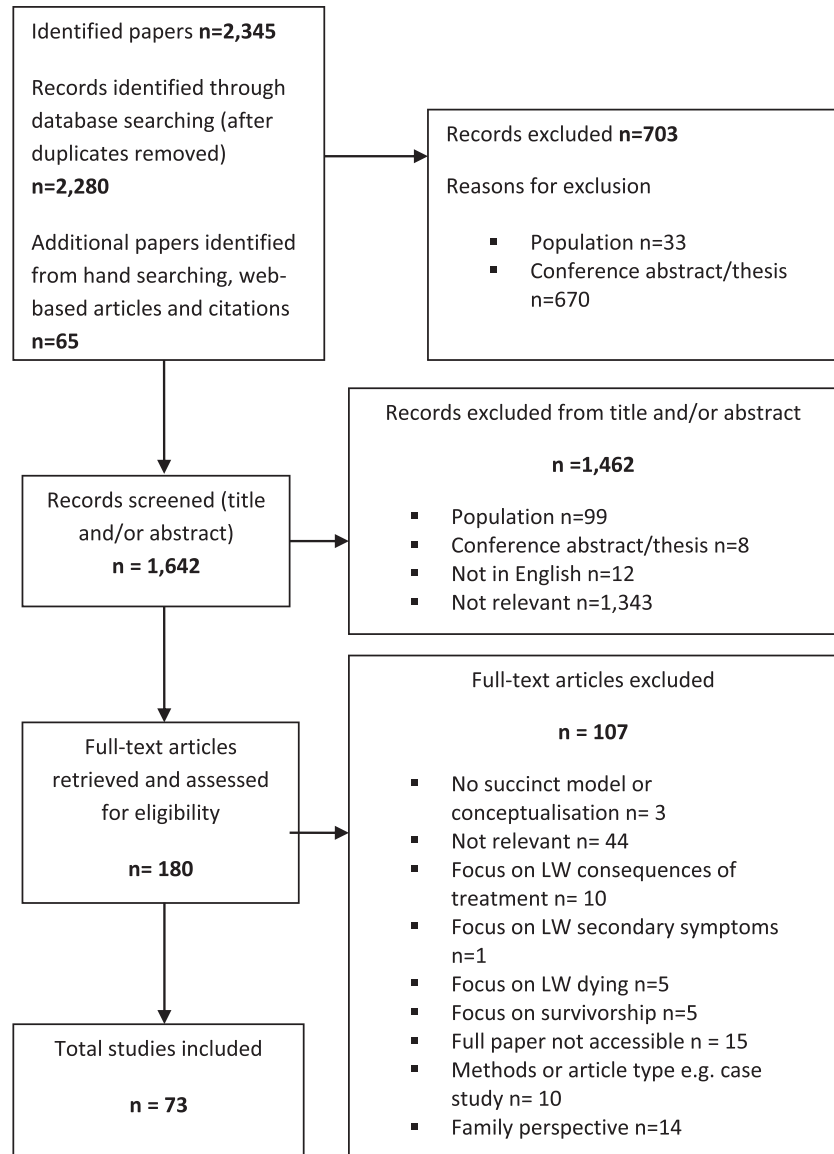 Identified papers n=2,345
Records identified through
database searching (after
duplicates removed)
n=2,280
Additional papers identified
from hand searching, web-
based articles and citations
n=65
Records excluded n=703
Reasons for exclusion
▪ Population n=33
▪ Conference abstract/thesis
n=670
Records screened (title
and/or abstract)
n = 1,642
Records excluded from title and/or abstract
n =1,462
▪ Population n=99
▪ Conference abstract/thesis n=8
▪ Not in English n=12
▪ Not relevant n=1,343
Full-text articles
retrieved and assessed
for eligibility
n= 180
Full-text articles excluded
n = 107
▪ No succinct model or
conceptualisation n= 3
▪ Not relevant n= 44
▪ Focus on LW consequences of
treatment n= 10
▪ Focus on LW secondary symptoms
n=1
▪ Focus on LW dying n=5
▪ Focus on survivorship n=5
▪ Full paper not accessible n = 15
▪ Methods or article type e.g. case
study n= 10
▪ Family perspective n=14
Total studies included
n = 73